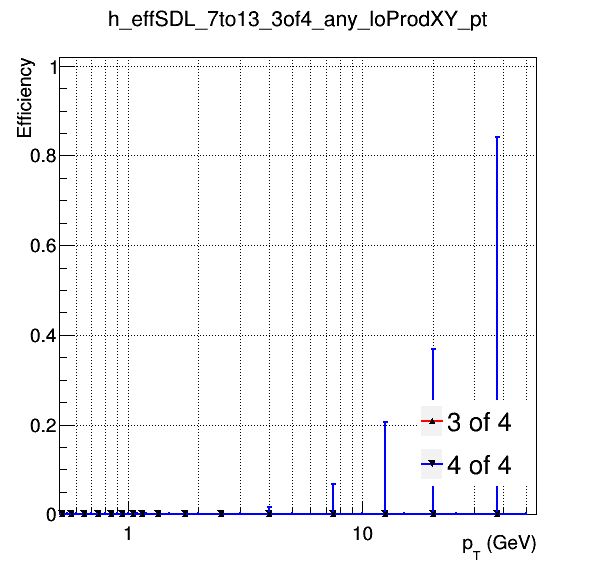 h_effSDL_7to13_3of4_any_loProdXY_pt
Efficiency
1
0.8
0.6
0.4
0.2
0
3 of 4
4 of 4
1
10
p_T (GeV)